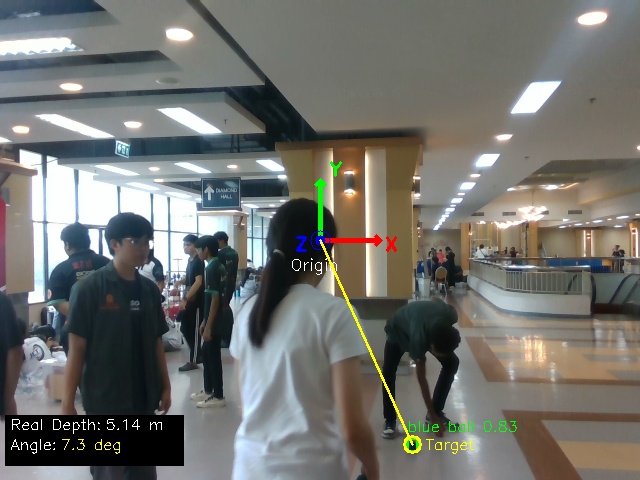 DIAMOND
HALL
Y
Z
X
Origin
Real Depth: 5.14 m
Angle: 7.3 deg
blue ball 0.83
Target